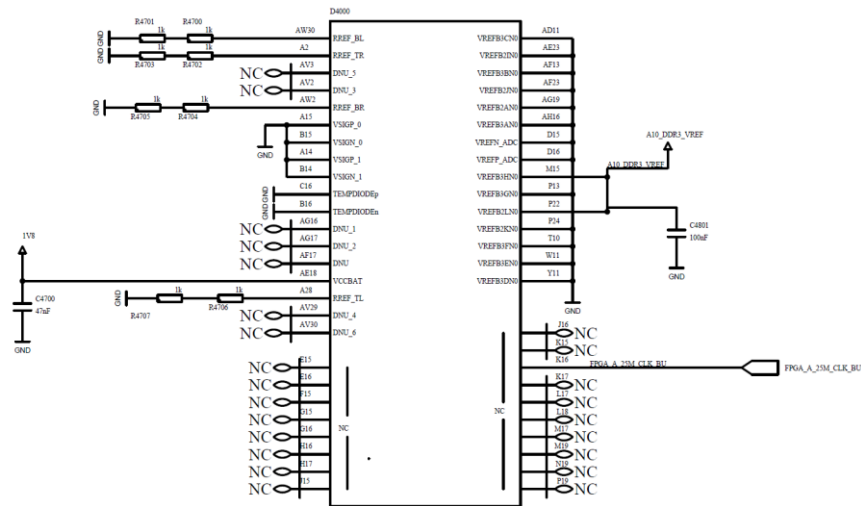 D4000
R4701 R4700
1k 1k
GND
AW30 RREF_BL
A2 RREF_TR
1k 1k
R4703 R4702
GND
NC AV3 DNU_5
NC AV2 DNU_3
1k 1k
GND AW2 RREF_BR
R4705 R4704
A15 VSIGP_0
B15 VSIGN_0
A14 VSIGP_1
B14 VSIGN_1
GND
GND C16 TEMPDIODEp
GND B16 TEMPDIODEn
NC AG16 DNU_1
NC AG17 DNU_2
NC AF17 DNU
1V8
AE18 VCCBAT
C4700
47nF
GND
GND 1k 1k A28 RREF_TL
R4707 R4706
NC AV29 DNU_4
NC AV30 DNU_6
NC E15
NC E16
NC F15
NC G15
NC G16
NC
NC H16
NC H17
NC J15
VREFB3CN0 AD11
VREFB2IN0 AE23
VREFB3BN0 AF13
VREFB2JN0 AF23
VREFB2AN0 AG19
VREFB3AN0 AH16
VREFN_ADC D15
VREFP_ADC D16
VREFB3HN0 M15
VREFB3GN0 P13
VREFB2LN0 P22
VREFB2KN0 P24
VREFB3FN0 T10
VREFB3EN0 W11
VREFB3DN0 Y11
GND
A10_DDR3_VREF
A10_DDR3_VREF
C4801
100nF
GND
J16 NC
K15 NC
K16 FPGA_A_25M_CLK_BU FPGA_A_25M_CLK_BU
K17 NC
L17 NC
NC
L18 NC
M17 NC
M19 NC
N19 NC
P19 NC